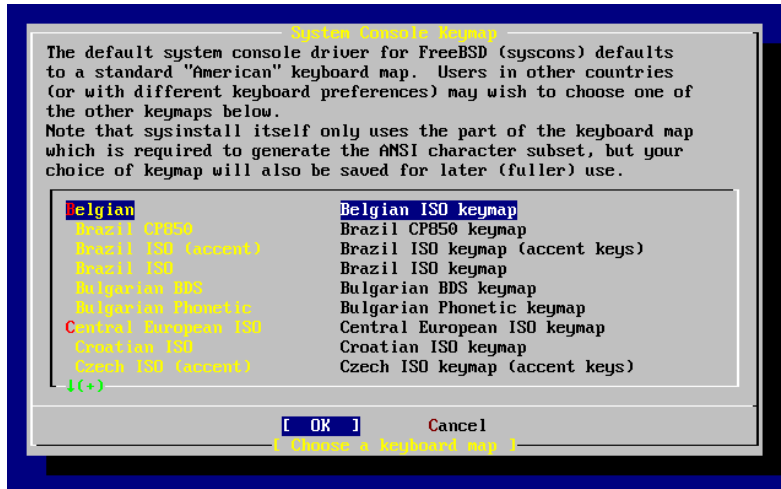 System Console Keymap
The default system console driver for FreeBSD (syscons) defaults
to a standard "American" keyboard map.  Users in other countries
(or with different keyboard preferences) may wish to choose one of
the other keymaps below.
Note that sysinstall itself only uses the part of the keyboard map
which is required to generate the ANSI character subset, but your
choice of keymap will also be saved for later (fuller) use.
Belgian Belgian ISO keymap
Brazil CP850 Brazil CP850 keymap
Brazil ISO (accent) Brazil ISO keymap (accent keys)
Brazil ISO Brazil ISO keymap
Bulgarian BDS Bulgarian BDS keymap
Bulgarian Phonetic Bulgarian Phonetic keymap
Central European ISO Central European ISO keymap
Croatian ISO Croatian ISO keymap
Czech ISO (accent) Czech ISO keymap (accent keys)
↓(+)
[ OK ] Cancel
[ Choose a keyboard map ]